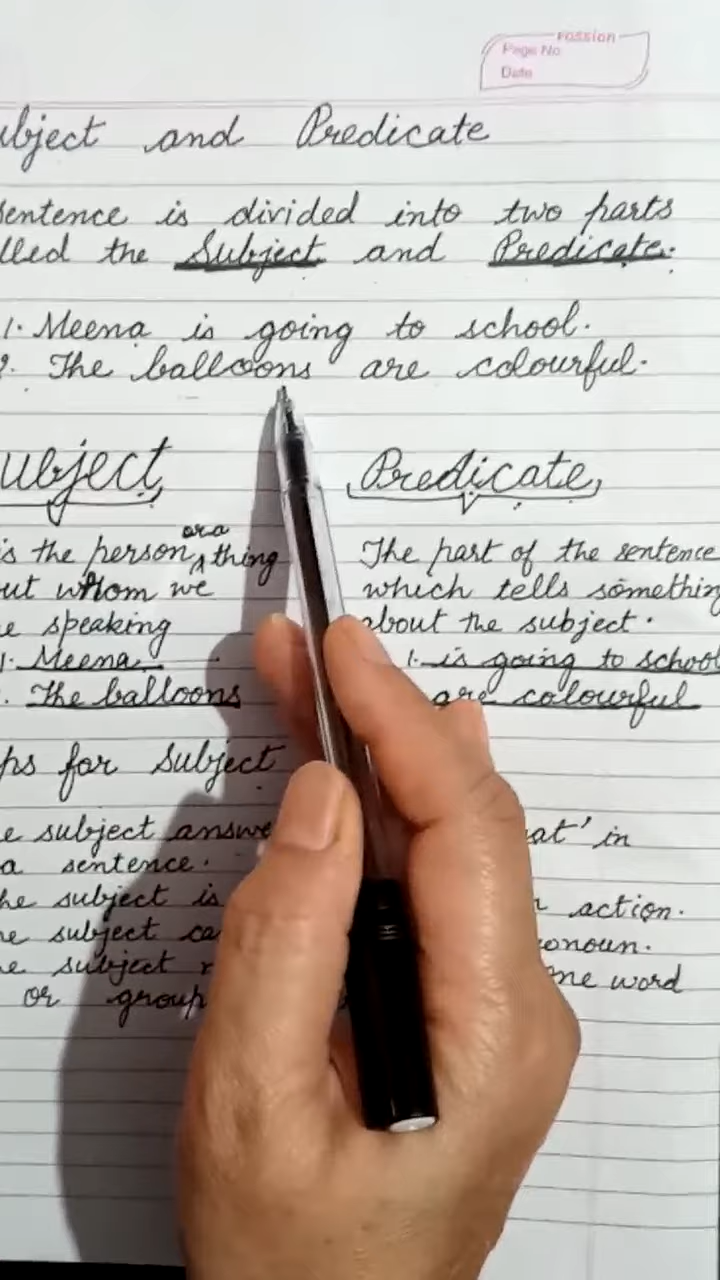 Passion
Page No
Date
ubject and Predicate
sentence is divided into two parts
lled the Subject and Predicate.
1. Meena is going to school.
2. The balloons are colourful.
ubject Predicate
is the person or a thing The part of the sentence
ut whom we which tells something
e speaking about the subject.
1. Meena 1. is going to school
. The balloons are colourful
ps for subject
e subject answe at' in
a sentence.
he subject is action.
he subject ca onoun.
he subject one word
or group